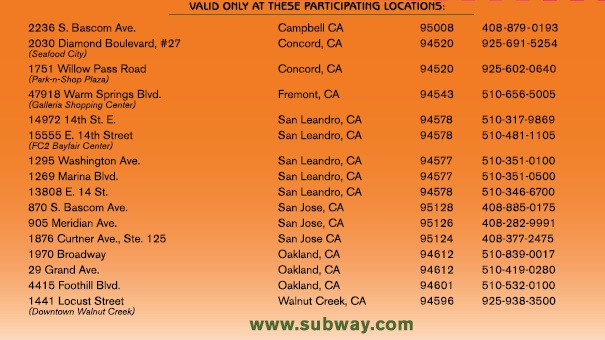 VALID ONLY AT THESE PARTICIPATING LOCATIONS:
2236 S. Bascom Ave. Campbell CA 95008 408-879-0193
2030 Diamond Boulevard, #27 Concord, CA 94520 925-691-5254
(Seafood City)
1751 Willow Pass Road Concord, CA 94520 925-602-0640
(Park-n-Shop Plaza)
47918 Warm Springs Blvd. Fremont, CA 94543 510-656-5005
(Galleria Shopping Center)
14972 14th St. E. San Leandro, CA 94578 510-317-9869
15555 E. 14th Street San Leandro, CA 94578 510-481-1105
(FC2 Bayfair Center)
1295 Washington Ave. San Leandro, CA 94577 510-351-0100
1269 Marina Blvd. San Leandro, CA 94577 510-351-0500
13808 E. 14 St. San Leandro, CA 94578 510-346-6700
870 S. Bascom Ave. San Jose, CA 95128 408-885-0175
905 Meridian Ave. San Jose, CA 95126 408-282-9991
1876 Curtner Ave., Ste. 125 San Jose CA 95124 408-377-2475
1970 Broadway Oakland, CA 94612 510-839-0017
29 Grand Ave. Oakland, CA 94612 510-419-0280
4415 Foothill Blvd. Oakland, CA 94601 510-532-0100
1441 Locust Street Walnut Creek, CA 94596 925-938-3500
(Downtown Walnut Creek)
www.subway.com